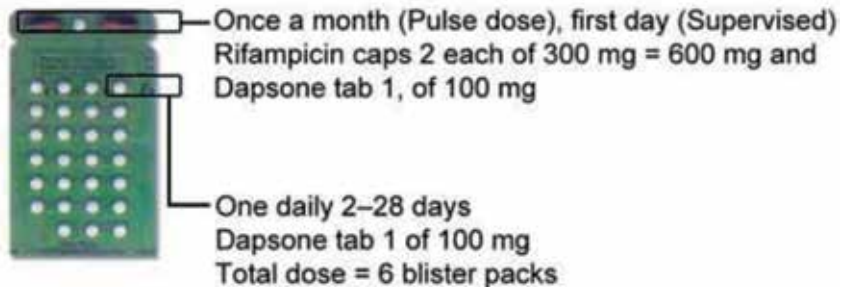 Once a month (Pulse dose), first day (Supervised)
Rifampicin caps 2 each of 300 mg = 600 mg and
Dapsone tab 1, of 100 mg
One daily 2–28 days
Dapsone tab 1 of 100 mg
Total dose = 6 blister packs